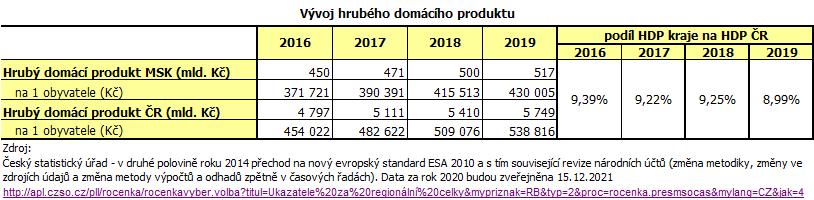 Vývoj hrubého domácího produktu
2016 2017 2018 2019 podíl HDP kraje na HDP ČR
2016 2017 2018 2019
Hrubý domácí produkt MSK (mld. Kč) 450 471 500 517
na 1 obyvatele (Kč) 371 721 390 391 415 513 430 005
9,39% 9,22% 9,25% 8,99%
Hrubý domácí produkt ČR (mld. Kč) 4 797 5 111 5 410 5 749
na 1 obyvatele (Kč) 454 022 482 622 509 076 538 816
Zdroj:
Český statistický úřad - v druhé polovině roku 2014 přechod na nový evropský standard ESA 2010 a s tím související revize národních účtů (změna metodiky, změny ve
zdrojích údajů a změna metody výpočtů a odhadů zpětně v časových řadách). Data za rok 2020 budou zveřejněna 15.12.2021
http://apl.czso.cz/pll/rocenka/rocenkavyber.volba?titul=Ukazatele%20za%20regionální%20celky&mypriznak=RB&typ=2&proc=rocenka.presmsocas&mylang=CZ&jak=4